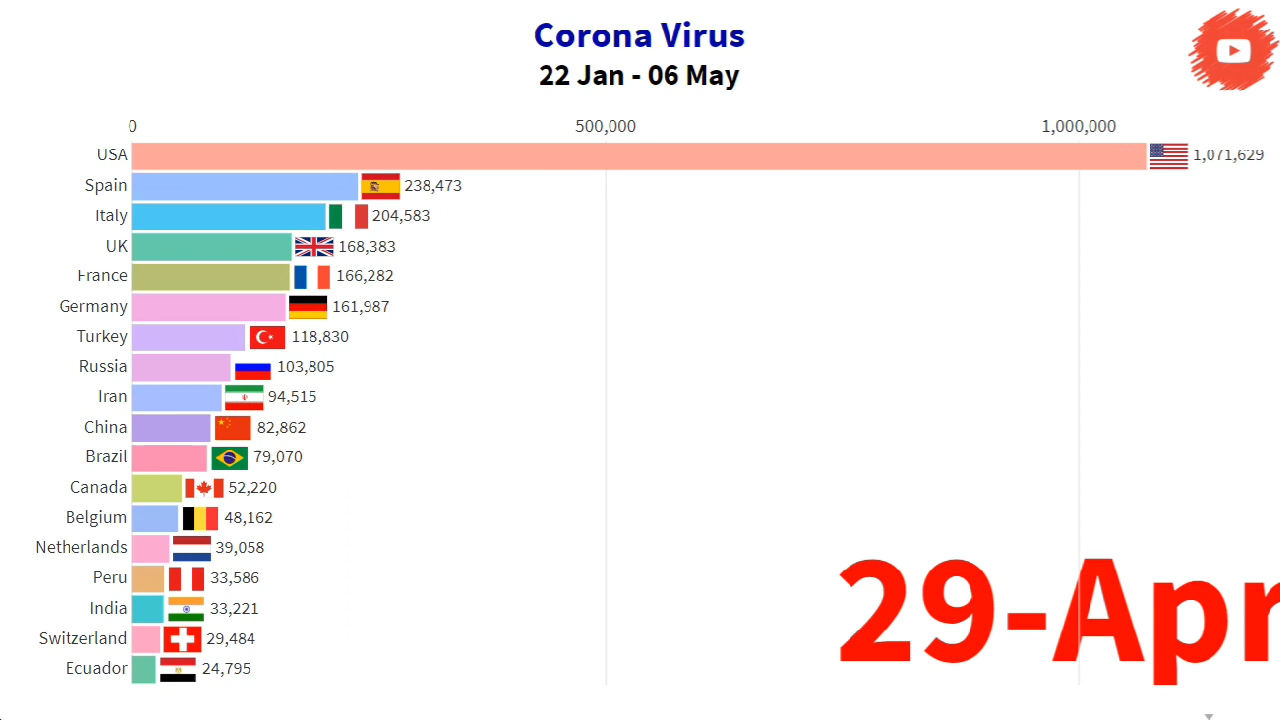 Corona Virus
22 Jan - 06 May
0 500,000 1,000,000
USA 1,071,629
Spain 238,473
Italy 204,583
UK 168,383
France 166,282
Germany 161,987
Turkey 118,830
Russia 103,805
Iran 94,515
China 82,862
Brazil 79,070
Canada 52,220
Belgium 48,162
Netherlands 39,058
Peru 33,586
India 33,221
Switzerland 29,484
Ecuador 24,795
29-Apr